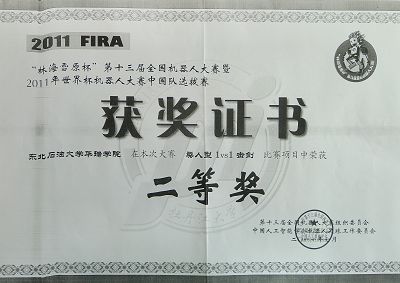 2011 FIRA
“林海雪原杯”第十三届全国机器人大赛暨
2011年世界杯机器人大赛中国队选拔赛
获奖证书
东北石油大学华瑞学院 在本次大赛 拟人型 1vs1 击剑 比赛项目中荣获
二等奖
第十三届全国机器人大赛组织委员会
中国人工智能学会机器人足球工作委员会